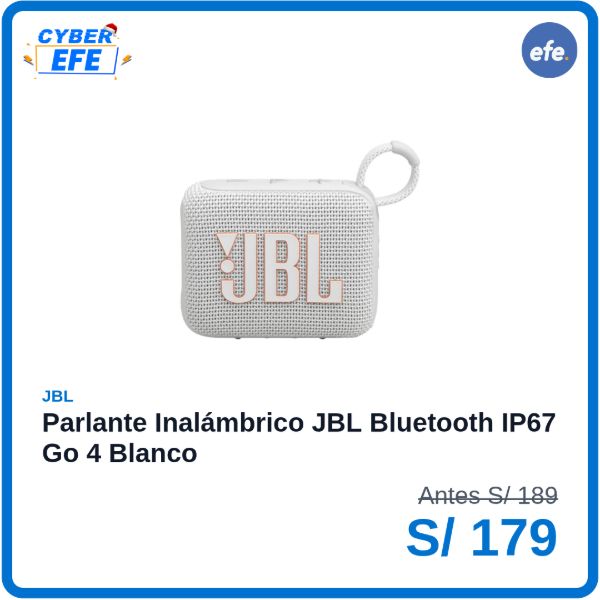 CYBER
EFE
efe.
JBL
JBL
Parlante Inalámbrico JBL Bluetooth IP67
Go 4 Blanco
Antes S/ 189
S/ 179